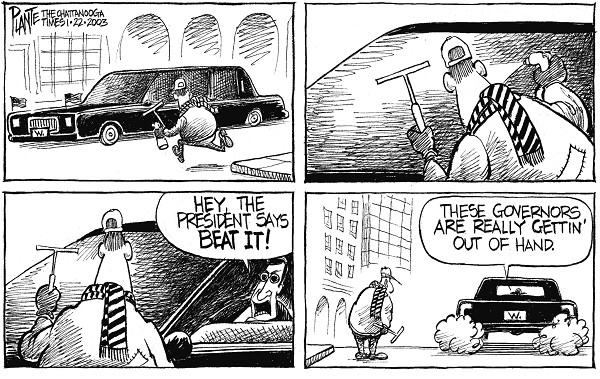 PLANTE THE CHATTANOOGA
TIMES 1·22·2003
W.
HEY, THE
PRESIDENT SAYS
BEAT IT!
THESE GOVERNORS
ARE REALLY GETTIN'
OUT OF HAND.
W.